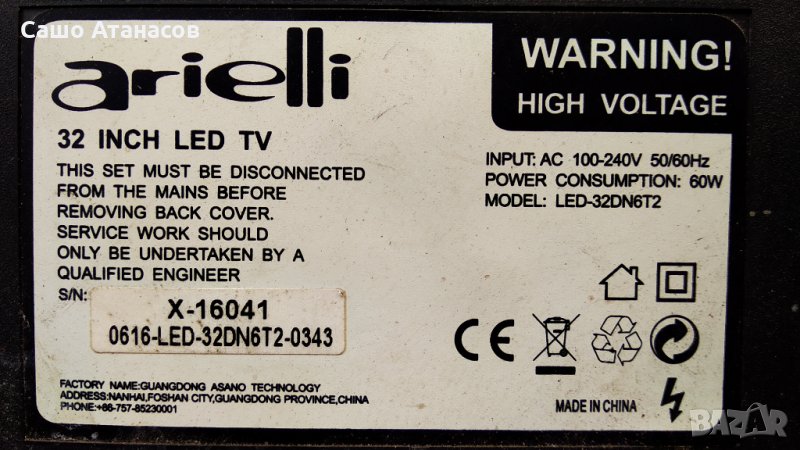 Сашо Атанасов
arielli
WARNING!
HIGH VOLTAGE
32 INCH LED TV
THIS SET MUST BE DISCONNECTED
FROM THE MAINS BEFORE
REMOVING BACK COVER.
SERVICE WORK SHOULD
ONLY BE UNDERTAKEN BY A
QUALIFIED ENGINEER
INPUT: AC 100-240V 50/60Hz
POWER CONSUMPTION: 60W
MODEL: LED-32DN6T2
S/N:
X-16041
0616-LED-32DN6T2-0343
CE
FACTORY NAME:GUANGDONG ASANO TECHNOLOGY
ADDRESS:NANHAI,FOSHAN CITY,GUANGDONG PROVINCE,CHINA
PHONE:+86-757-85230001
MADE IN CHINA
BAZAR.bg